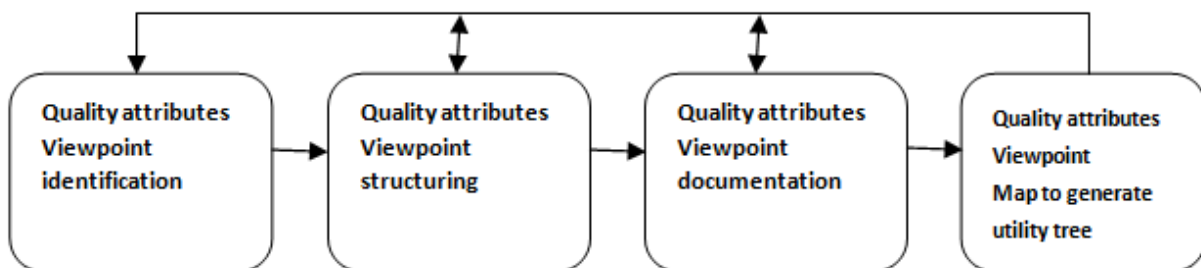 Quality attributes
Viewpoint
identification
Quality attributes
Viewpoint
structuring
Quality attributes
Viewpoint
documentation
Quality attributes
Viewpoint
Map to generate
utility tree